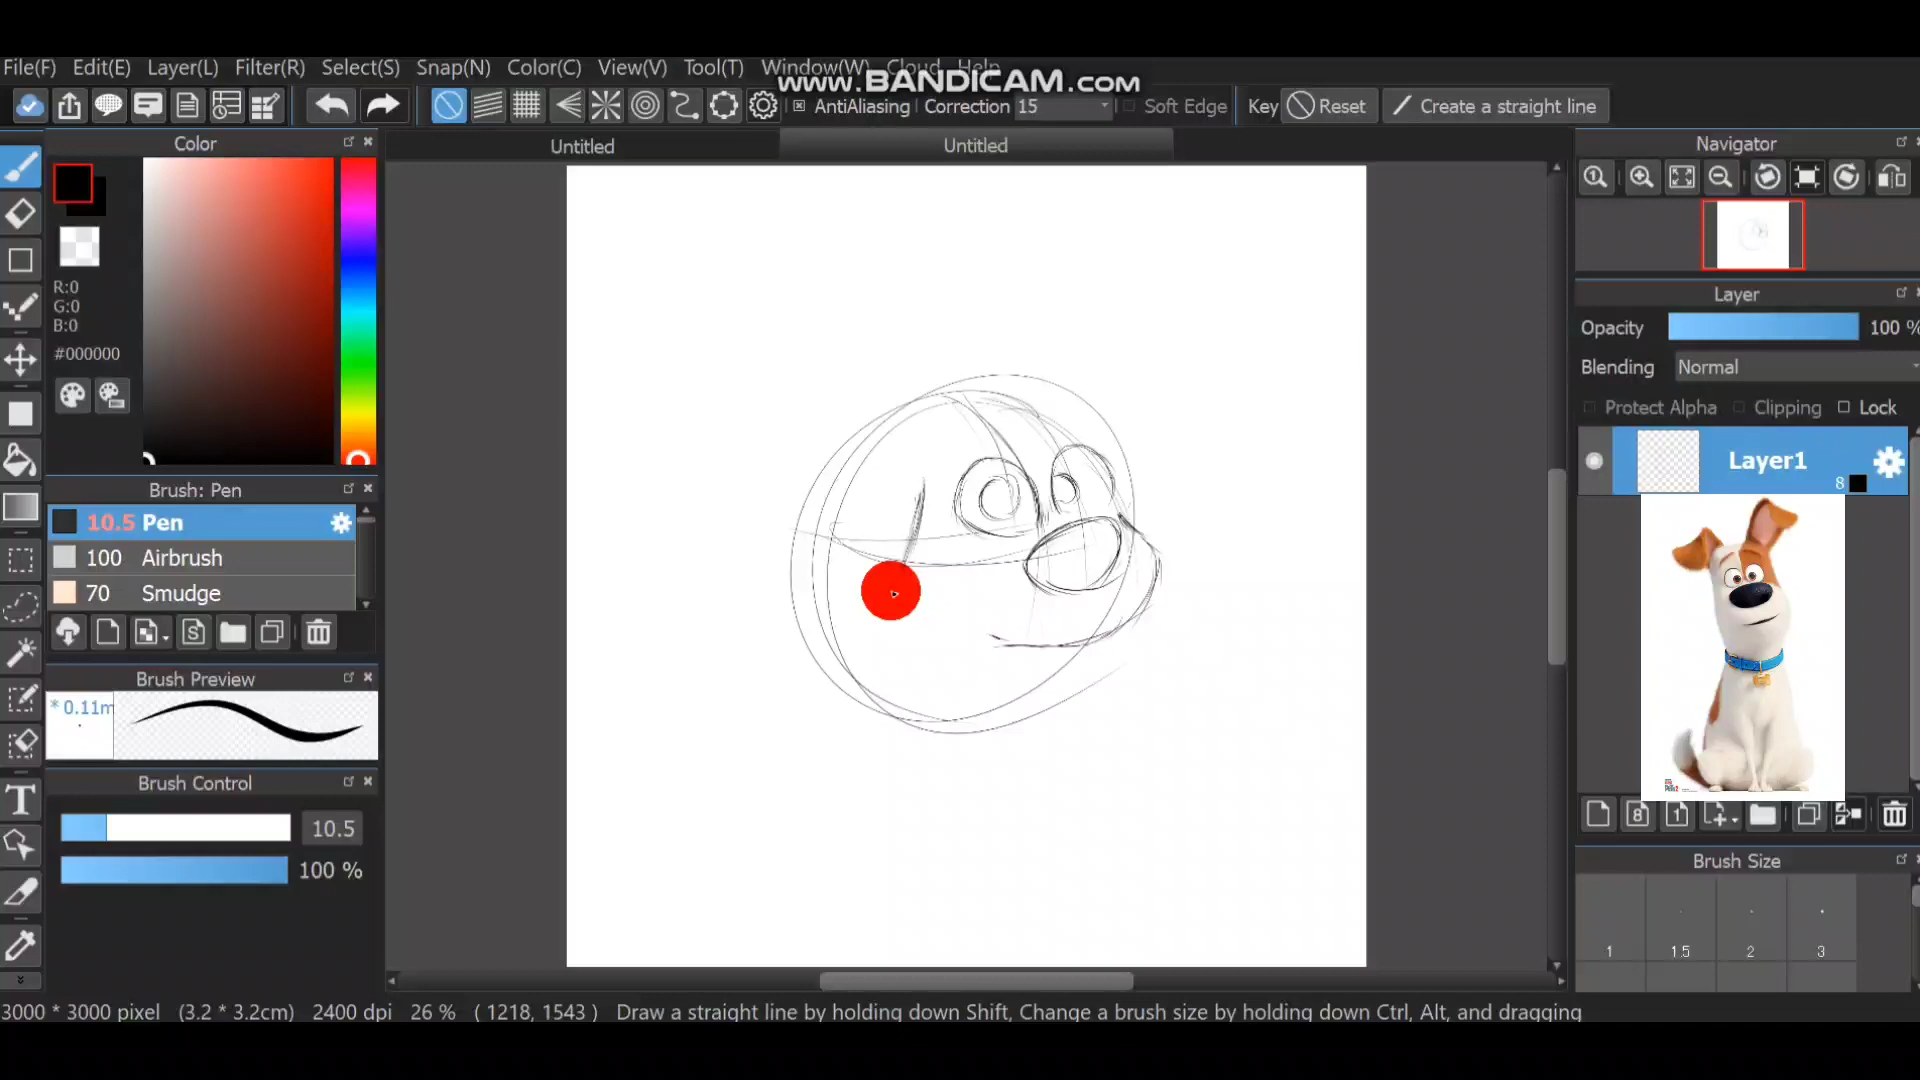 File(F) Edit(E) Layer(L) Filter(R) Select(S) Snap(N) Color(C) View(V) Tool(T) Window(W) Cloud Help
www.BANDICAM.com
AntiAliasing Correction 15 Soft Edge Key Reset Create a straight line
Color
Untitled
Untitled
Navigator
R:0
G:0
B:0
#000000
Layer
Opacity 100 %
Blending Normal
Protect Alpha Clipping Lock
Layer1
8
Brush: Pen
10.5 Pen
100 Airbrush
70 Smudge
S
8
1
Brush Preview
* 0.11m
Brush Control
10.5
100 %
T
Brush Size
1 1.5 2 3
3000 * 3000 pixel (3.2 * 3.2cm) 2400 dpi 26 % ( 1218, 1543 ) Draw a straight line by holding down Shift, Change a brush size by holding down Ctrl, Alt, and dragging